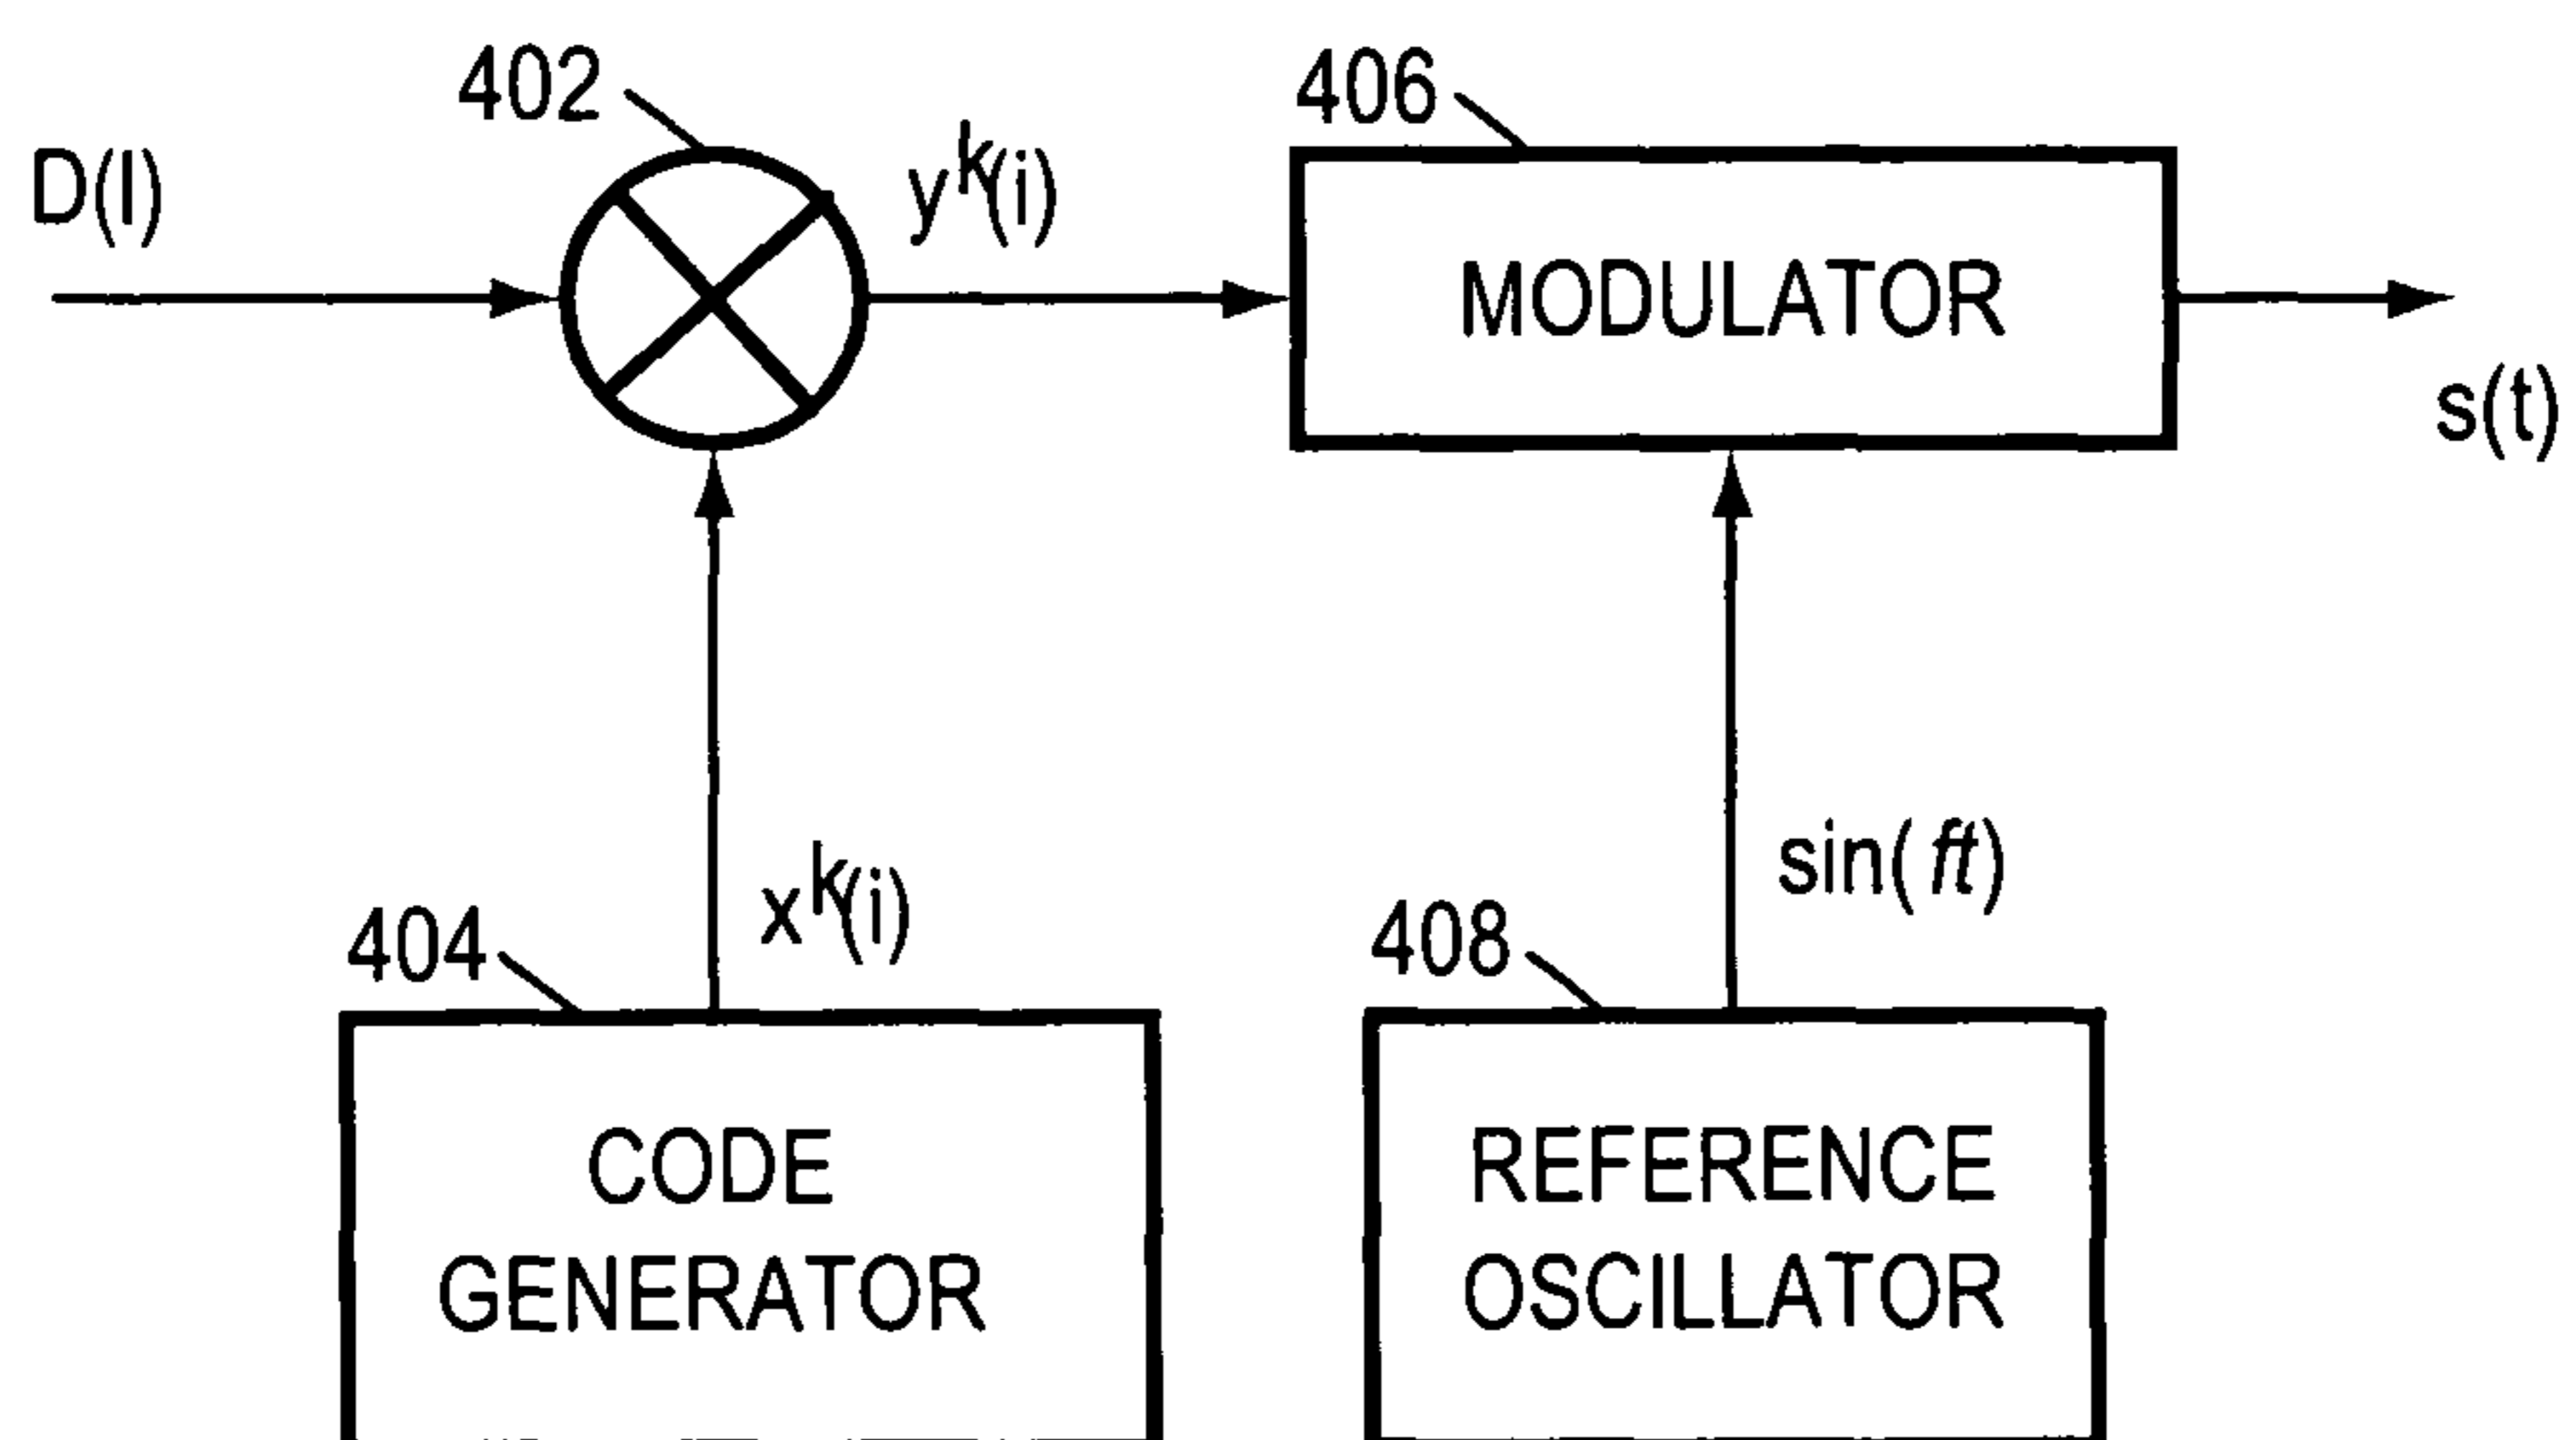 402
406
D(I)
y^k(i)
MODULATOR
s(t)
x^k(i)
sin(ft)
404
408
CODE
GENERATOR
REFERENCE
OSCILLATOR